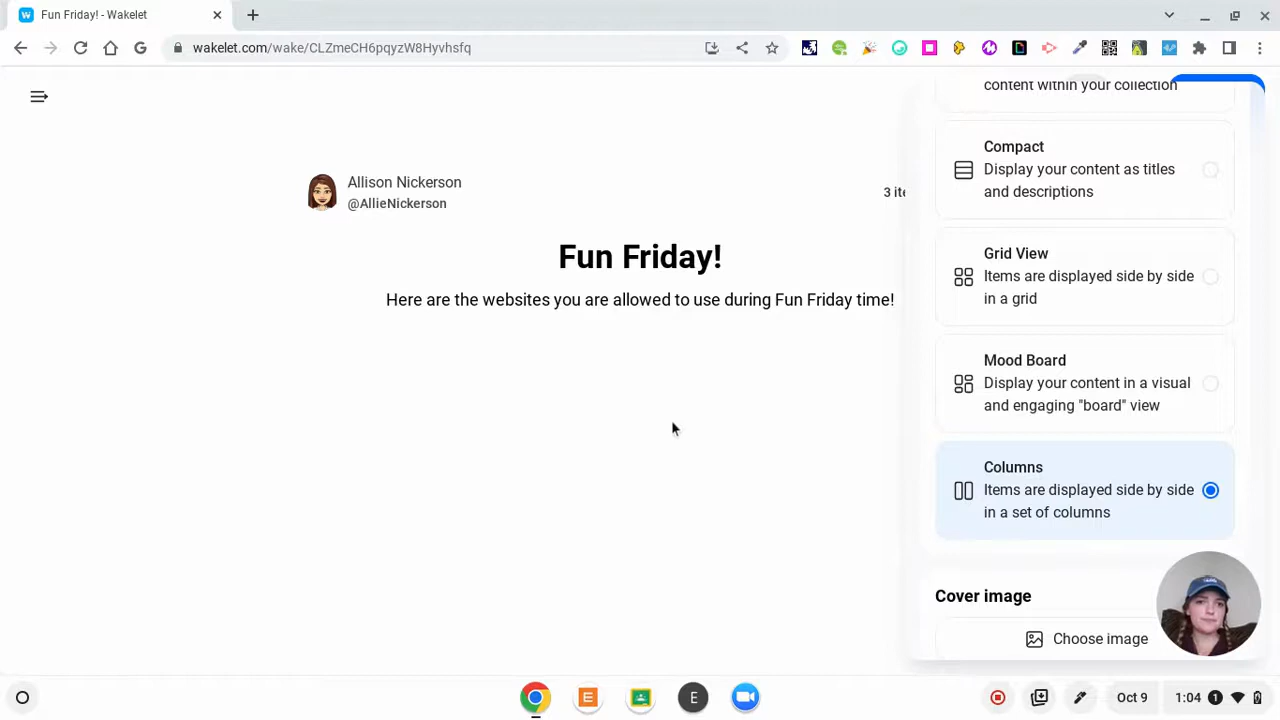 Fun Friday! - Wakelet
wakelet.com/wake/CLZmeCH6pqyzW8Hyvhsfq
content within your collection
Compact
Display your content as titles
and descriptions
Allison Nickerson
@AllieNickerson
3 ite
Grid View
Items are displayed side by side
in a grid
Fun Friday!
Here are the websites you are allowed to use during Fun Friday time!
Mood Board
Display your content in a visual
and engaging "board" view
Columns
Items are displayed side by side
in a set of columns
Cover image
Choose image
E
E
Oct 9
1:04
1